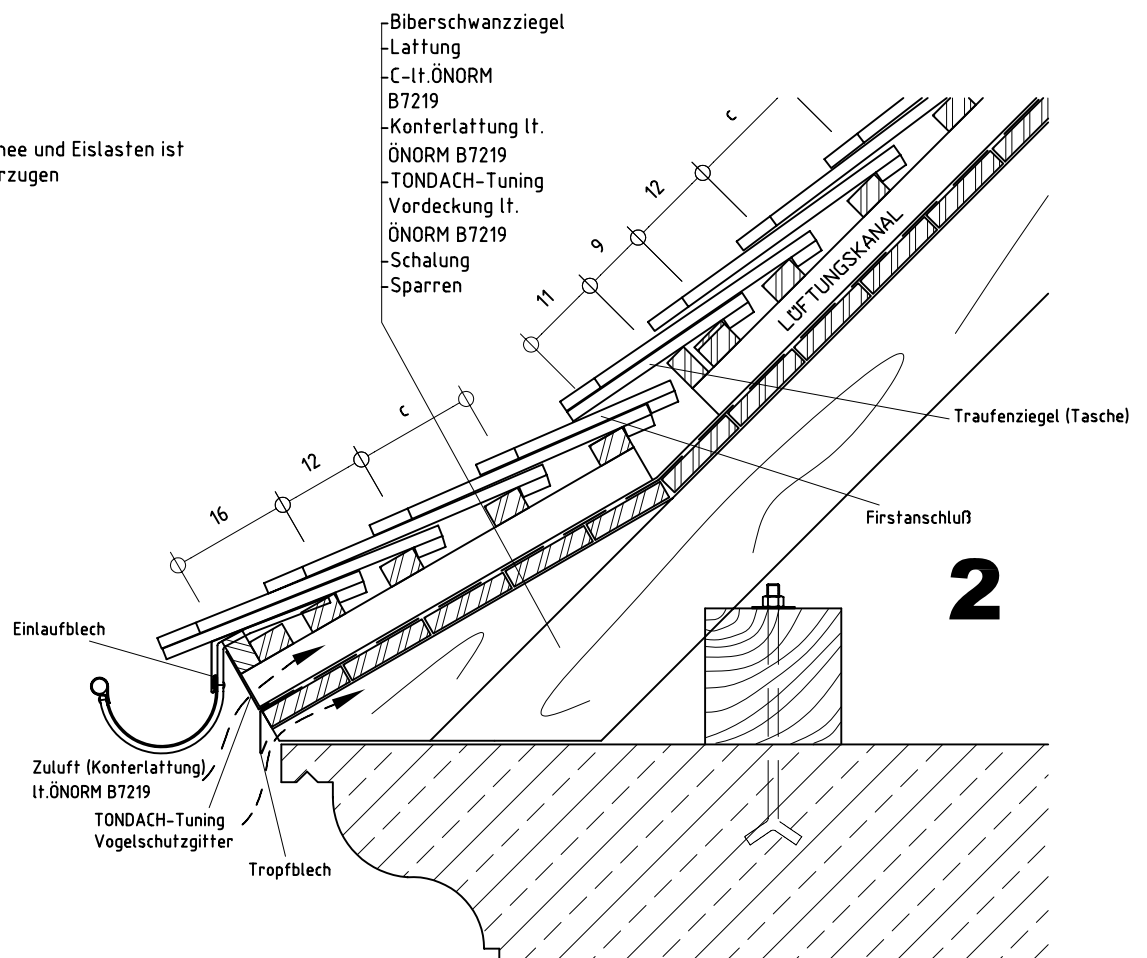 Biberschwanzziegel
Lattung
C-lt.ÖNORM
B7219
Konterlattung lt.
ÖNORM B7219
TONDACH-Tuning
Vordeckung lt.
ÖNORM B7219
Schalung
Sparren
nee und Eislasten ist
rzugen
c
12
9
11
c
12
16
LÜFTUNGSKANAL
Traufenziegel (Tasche)
Firstanschluß
2
Einlaufblech
Zuluft (Konterlattung)
lt.ÖNORM B7219
TONDACH-Tuning
Vogelschutzgitter
Tropfblech